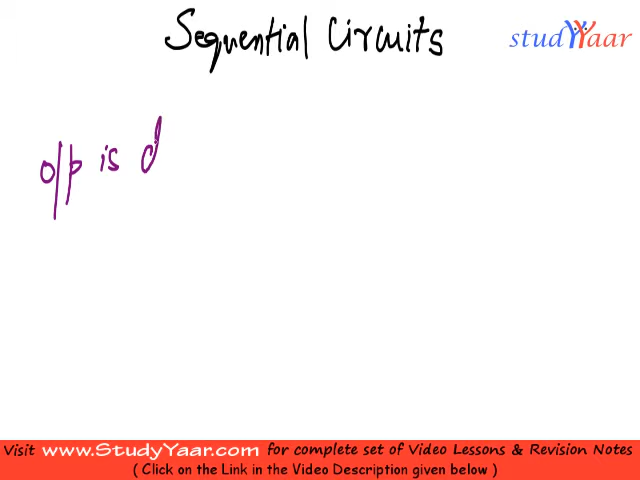 Sequential Circuits
studYYaar
o/p is d
Visit www.StudyYaar.com for complete set of Video Lessons & Revision Notes
( Click on the Link in the Video Description given below )